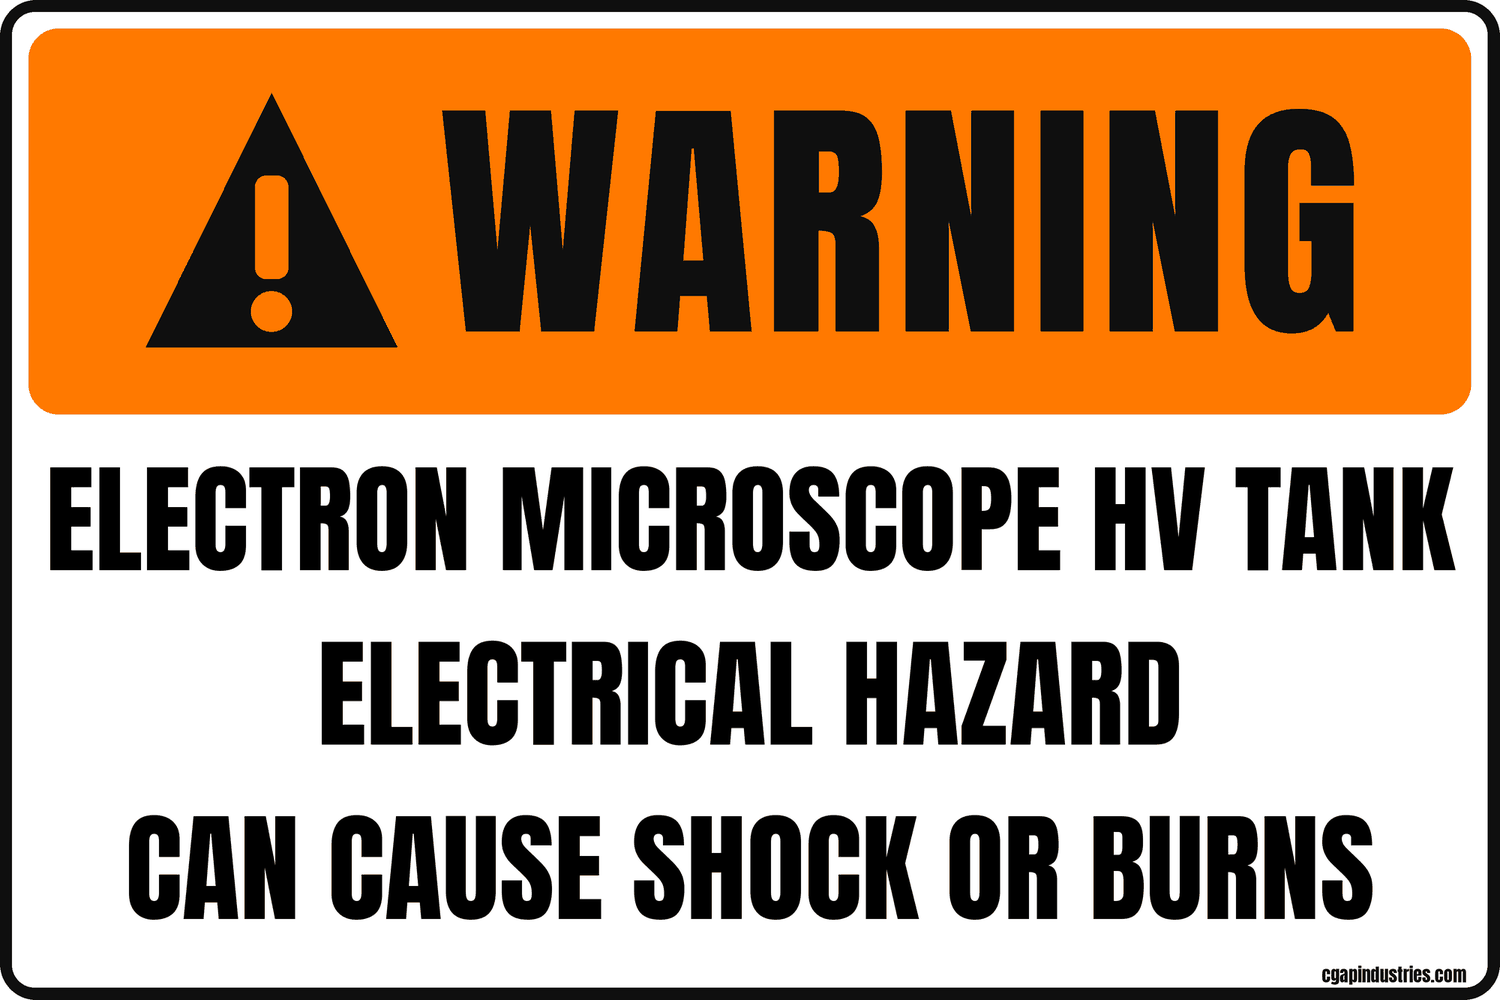 WARNING
ELECTRON MICROSCOPE HV TANK
ELECTRICAL HAZARD
CAN CAUSE SHOCK OR BURNS
cgapindustries.com